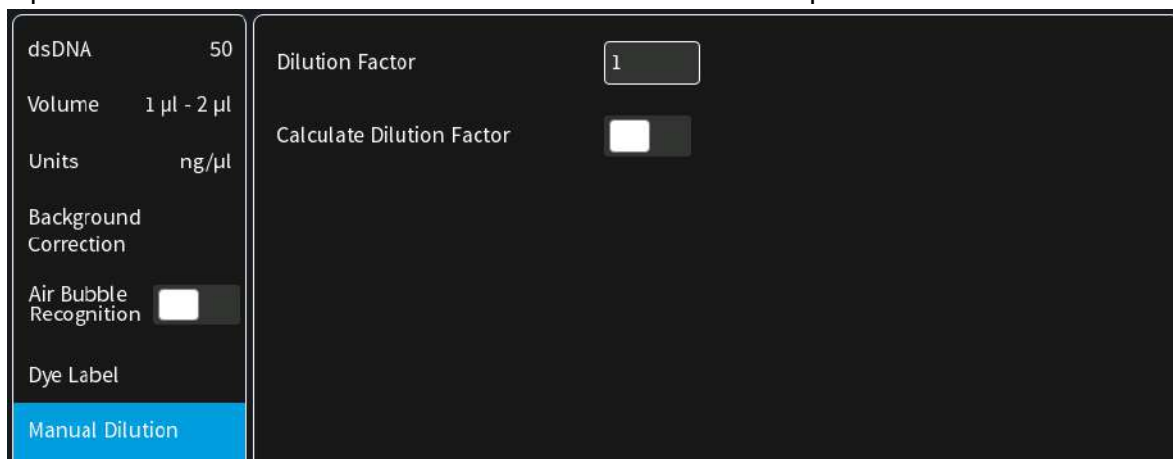 dsDNA 50
Volume 1 µl - 2 µl
Units ng/µl
Background
Correction
Air Bubble
Recognition
Dye Label
Manual Dilution
Dilution Factor 1
Calculate Dilution Factor